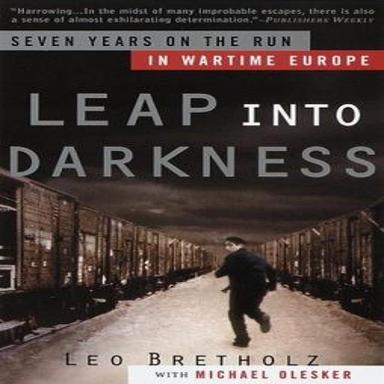 "Harrowing...In the midst of many improbable escapes, there is also
a sense of almost exhilarating determination."–Publishers Weekly
SEVEN YEARS ON THE RUN
IN WARTIME EUROPE
LEAP INTO
DARKNESS
LEO BRETHOLZ
WITH MICHAEL OLESKER